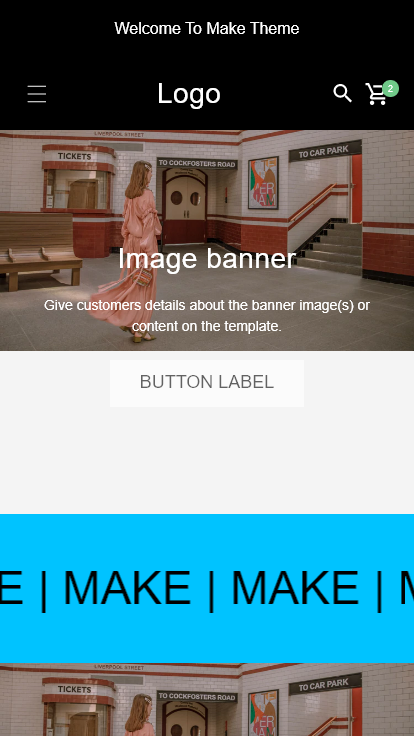 Welcome To Make Theme
Logo
2
LIVERPOOL STREET
TICKETS
TO COCKFOSTERS ROAD
TO CAR PARK
Image banner
Give customers details about the banner image(s) or
content on the template.
BUTTON LABEL
E | MAKE | MAKE | M
LIVERPOOL STREET
TICKETS
TO COCKFOSTERS ROAD
TO CAR PARK